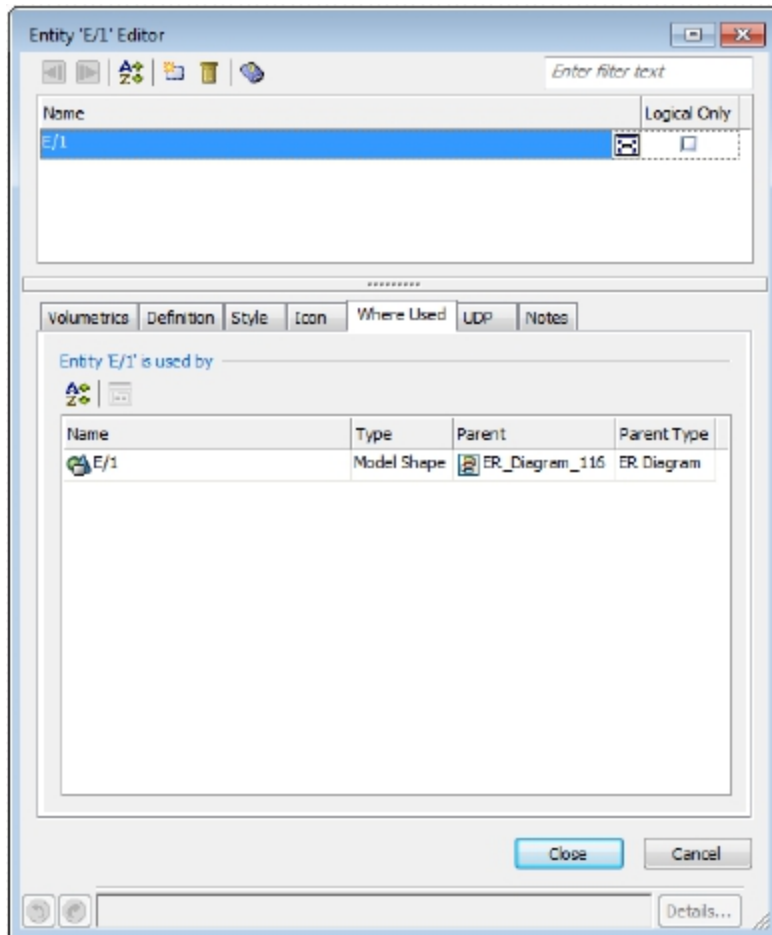 Entity 'E/1' Editor
Enter filter text
Name Logical Only
E/1
Volumetrics Definition Style Icon Where Used UDP Notes
Entity 'E/1' is used by
Name Type Parent Parent Type
E/1 Model Shape ER_Diagram_116 ER Diagram
Close Cancel
Details...